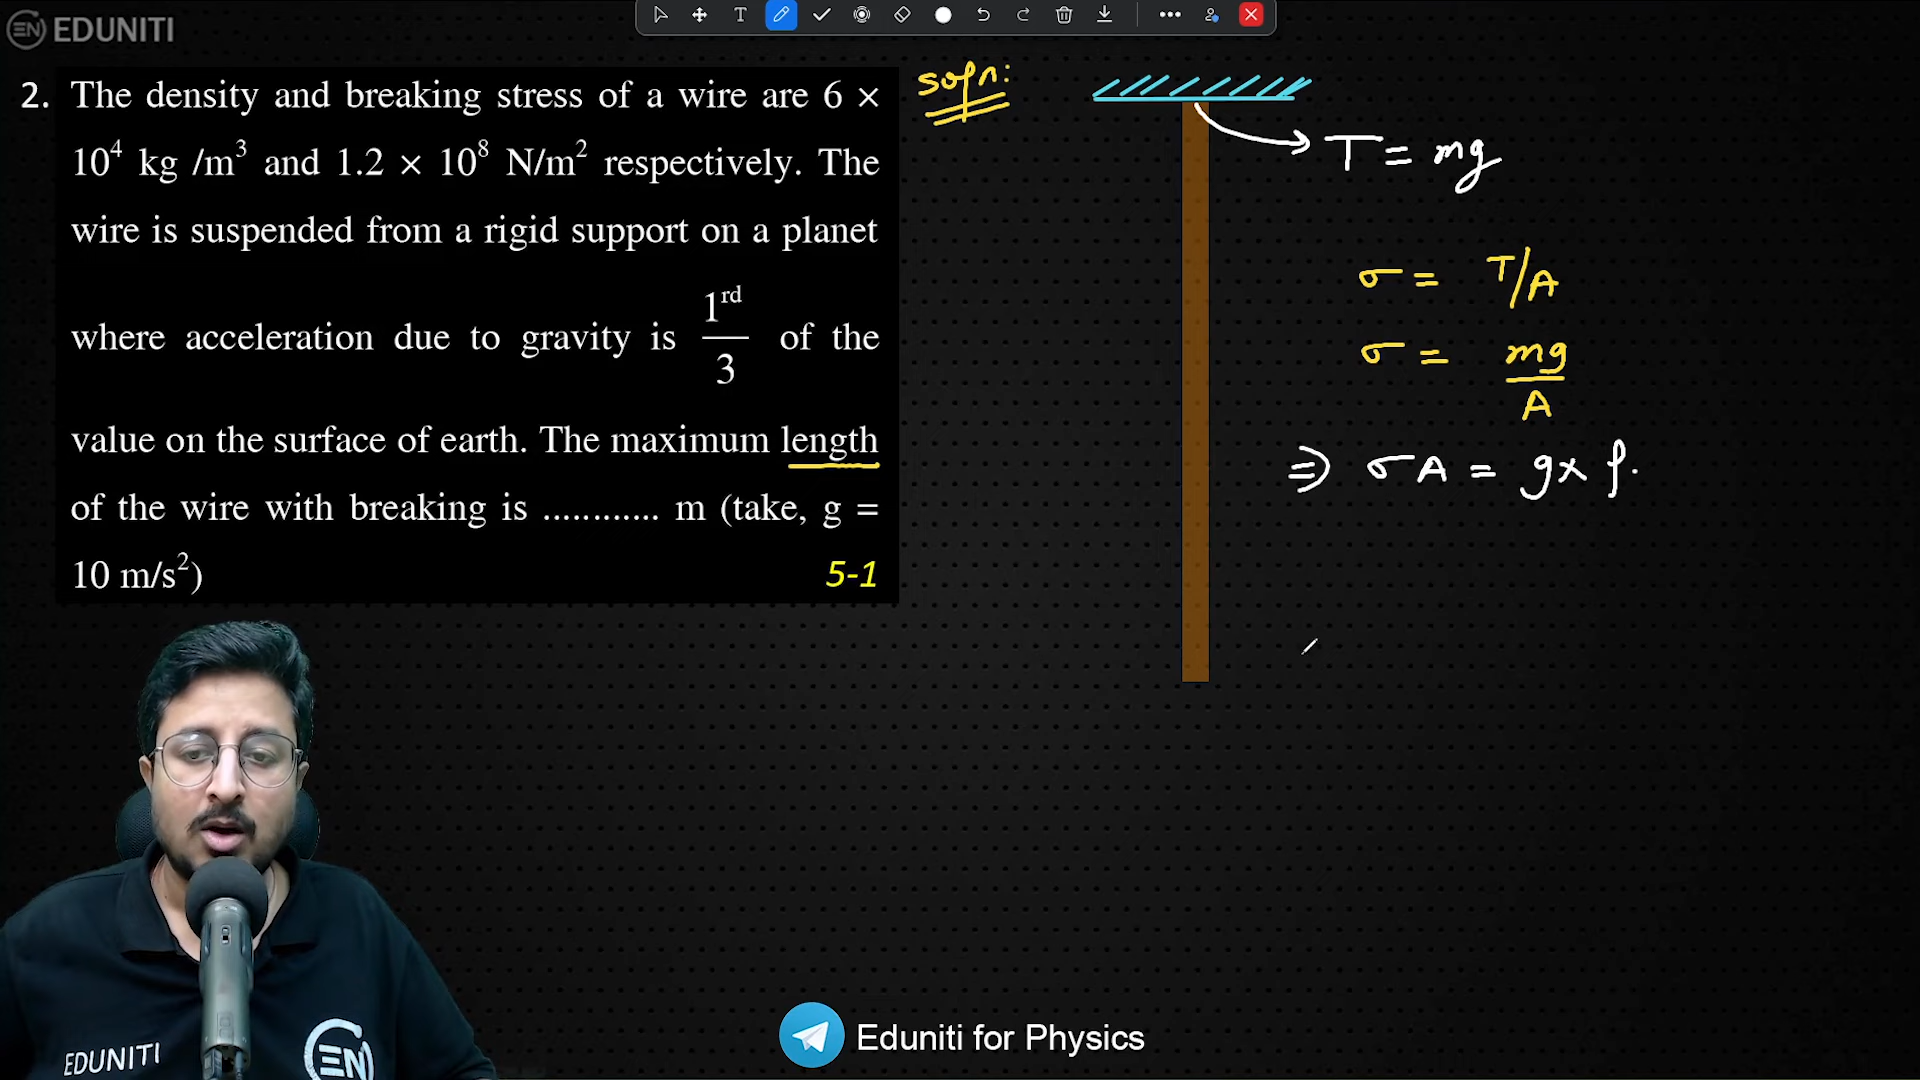 EN EDUNITI
2. The density and breaking stress of a wire are 6 ×
10⁴ kg /m³ and 1.2 × 10⁸ N/m² respectively. The
wire is suspended from a rigid support on a planet
where acceleration due to gravity is 1ʳᵈ/3 of the
value on the surface of earth. The maximum length
of the wire with breaking is ............ m (take, g =
10 m/s²) 5-1
Soln:
T = mg
σ = T/A
σ = mg/A
⇒ σ A = g x ρ.
EDUNITI
EN
Eduniti for Physics